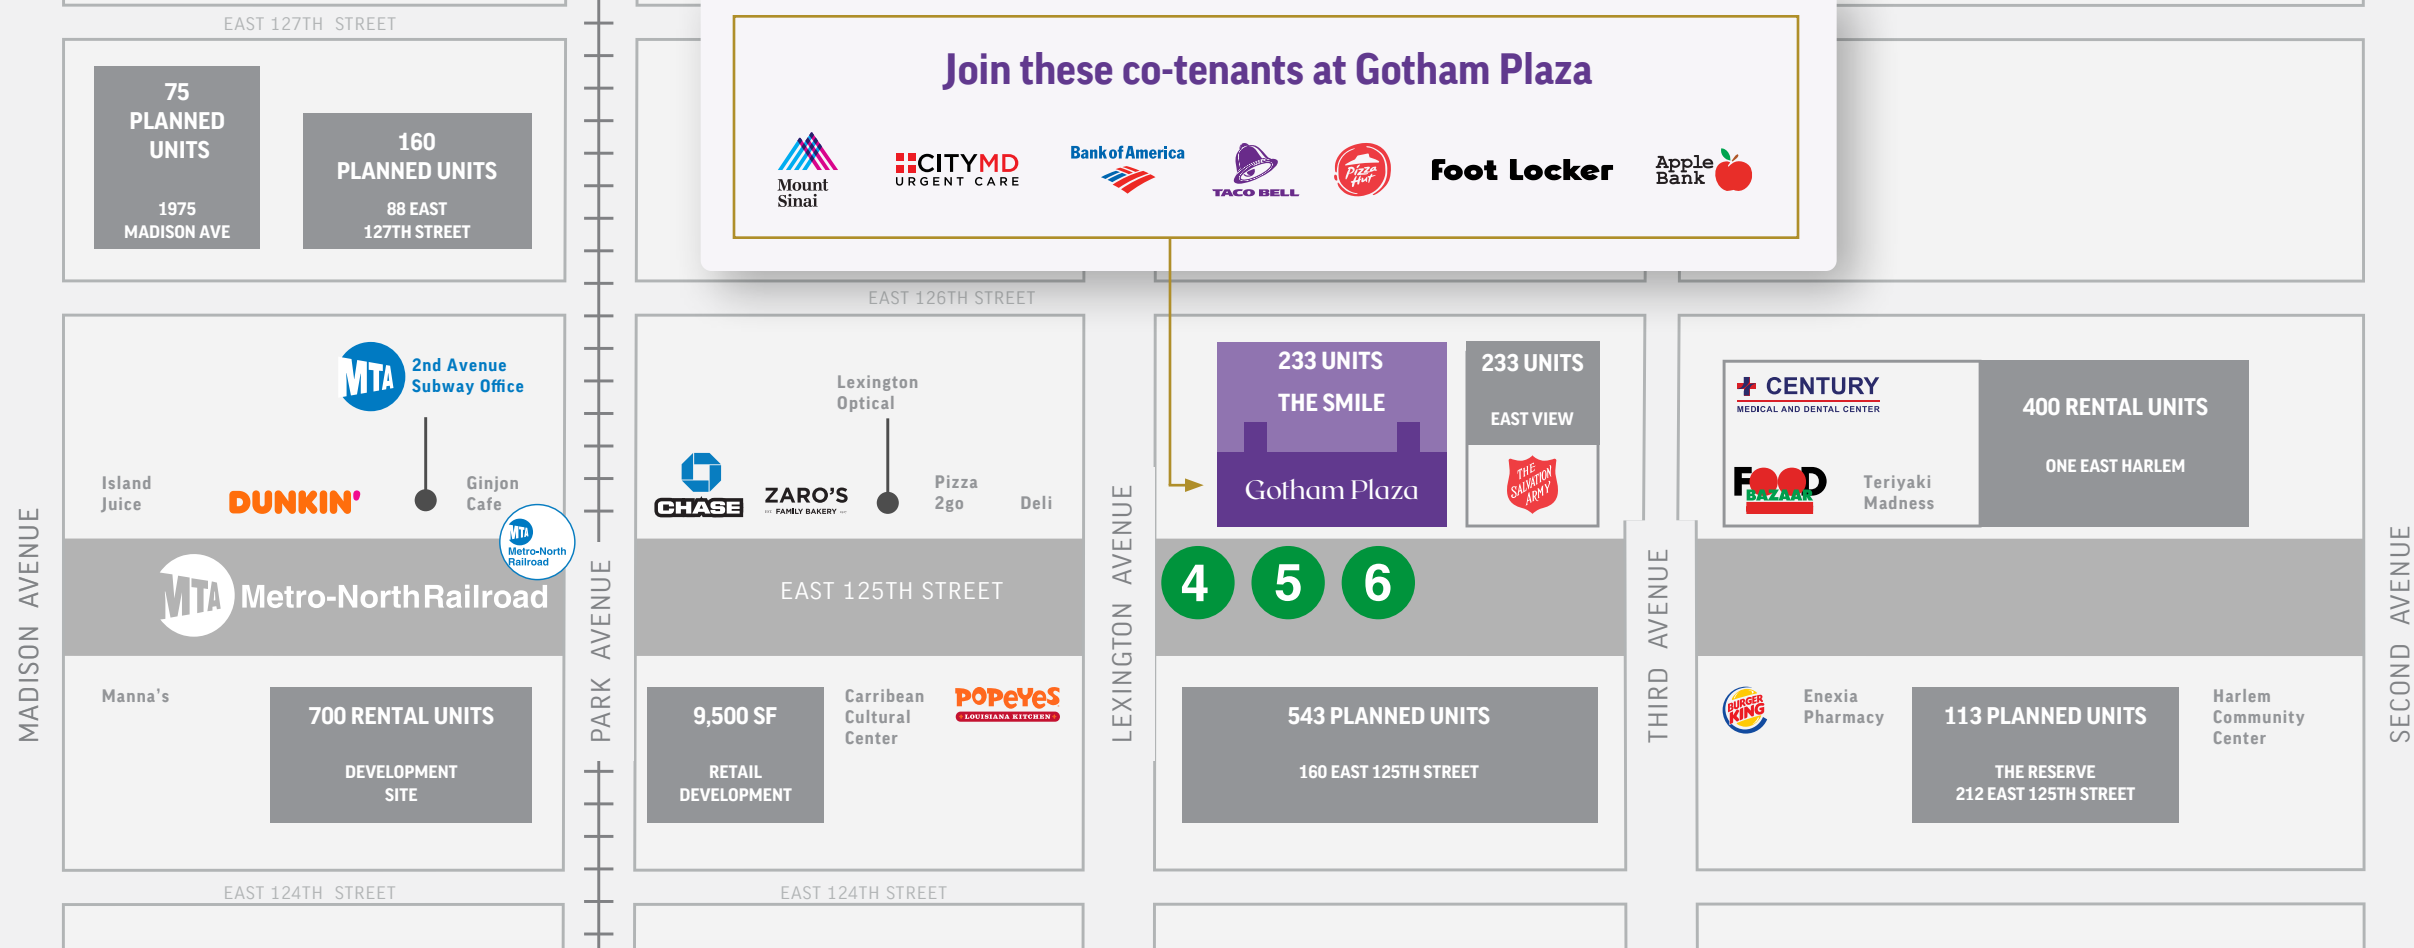 EAST 127TH STREET
Join these co-tenants at Gotham Plaza
Mount
Sinai
CITYMD
URGENT CARE
Bank of America
TACO BELL
Pizza
Hut
Foot Locker
Apple
Bank
75
PLANNED
UNITS
1975
MADISON AVE
160
PLANNED UNITS
88 EAST
127TH STREET
EAST 126TH STREET
MTA
2nd Avenue
Subway Office
Island
Juice
DUNKIN'
Ginjon
Cafe
MTA
Metro-North
Railroad
Lexington
Optical
CHASE
ZARO'S
FAMILY BAKERY
Pizza
2go
Deli
233 UNITS
THE SMILE
Gotham Plaza
233 UNITS
EAST VIEW
THE
SALVATION
ARMY
CENTURY
MEDICAL AND DENTAL CENTER
FOOD
BAZAAR
Teriyaki
Madness
400 RENTAL UNITS
ONE EAST HARLEM
MADISON AVENUE
MTA Metro-North Railroad
PARK AVENUE
EAST 125TH STREET
LEXINGTON AVENUE
4 5 6
THIRD AVENUE
SECOND AVENUE
Manna's
700 RENTAL UNITS
DEVELOPMENT
SITE
9,500 SF
RETAIL
DEVELOPMENT
Carribean
Cultural
Center
POPEYES
LOUISIANA KITCHEN
543 PLANNED UNITS
160 EAST 125TH STREET
BURGER
KING
Enexia
Pharmacy
113 PLANNED UNITS
THE RESERVE
212 EAST 125TH STREET
Harlem
Community
Center
EAST 124TH STREET
EAST 124TH STREET